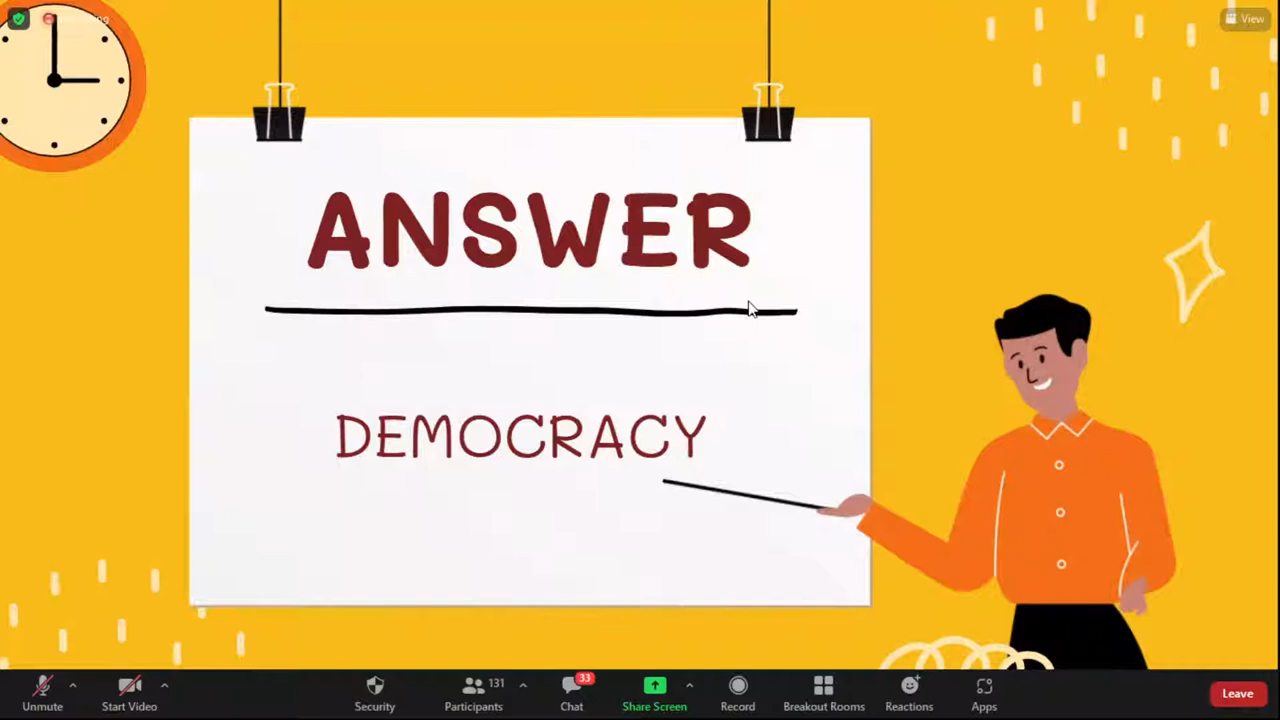 View
ANSWER
DEMOCRACY
131
33
Unmute
Start Video
Security
Participants
Chat
Share Screen
Record
Breakout Rooms
Reactions
Apps
Leave